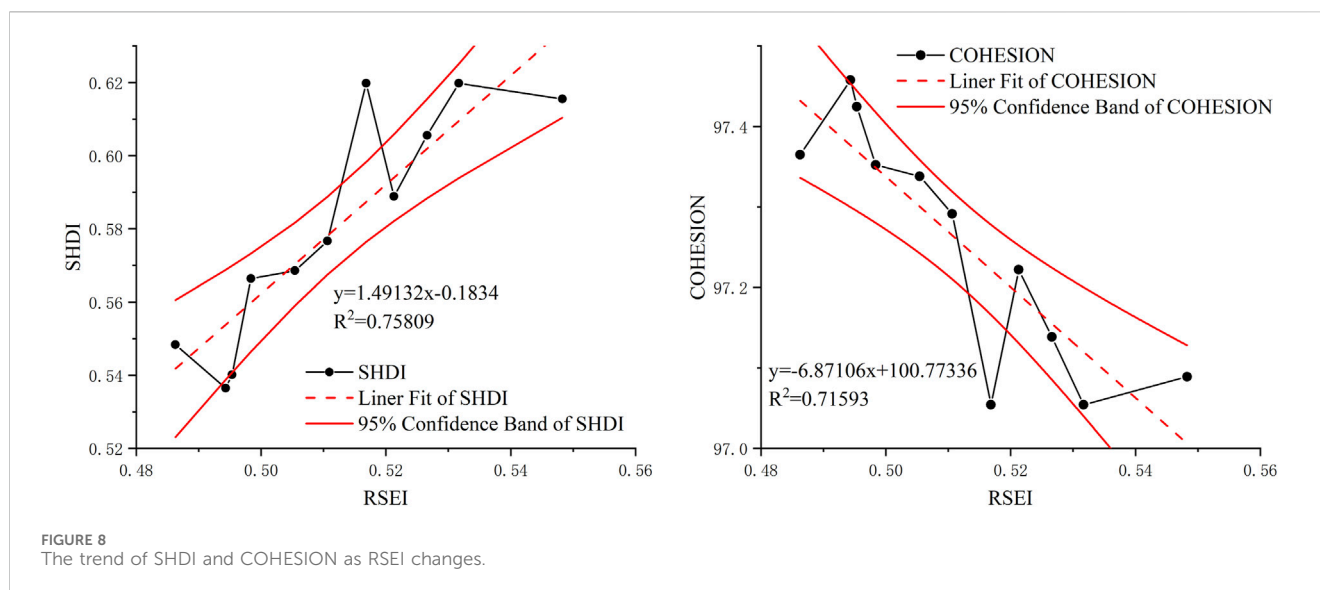 0.62
0.60
0.58
0.56
0.54
0.52
SHDI
y=1.49132x-0.1834
R²=0.75809
SHDI
Liner Fit of SHDI
95% Confidence Band of SHDI
0.48 0.50 0.52 0.54 0.56
RSEI
COHESION
Liner Fit of COHESION
95% Confidence Band of COHESION
97.4
97.2
97.0
COHESION
y=-6.87106x+100.77336
R²=0.71593
0.48 0.50 0.52 0.54 0.56
RSEI
FIGURE 8
The trend of SHDI and COHESION as RSEI changes.